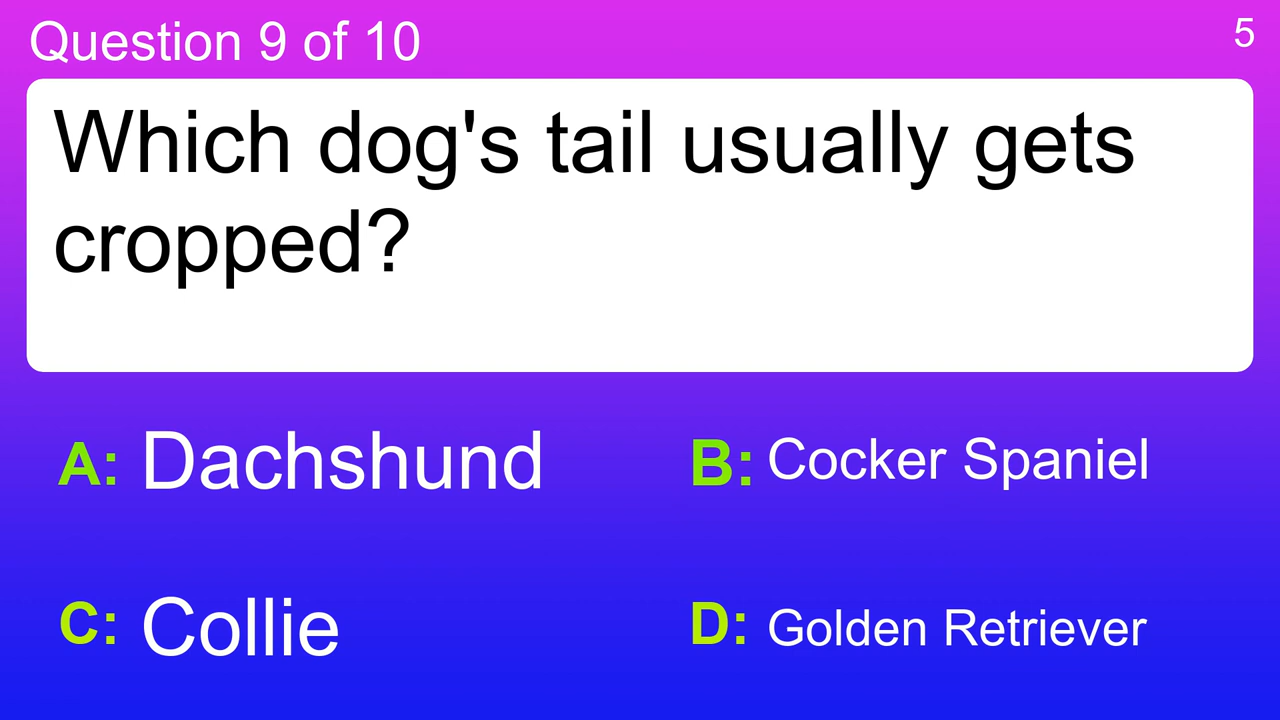 Question 9 of 10
5
Which dog's tail usually gets
cropped?
A: Dachshund
B: Cocker Spaniel
C: Collie
D: Golden Retriever